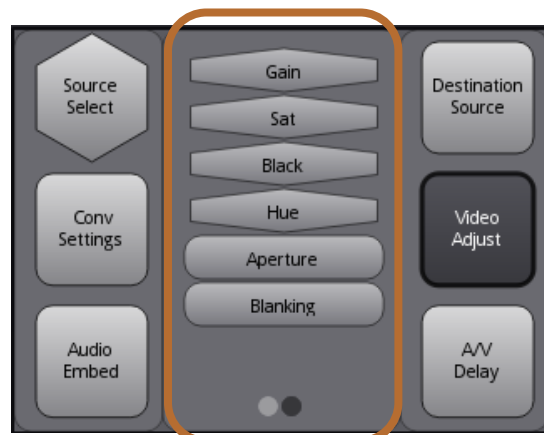 Source
Select
Conv
Settings
Audio
Embed
Gain
Sat
Black
Hue
Aperture
Blanking
Destination
Source
Video
Adjust
A/V
Delay